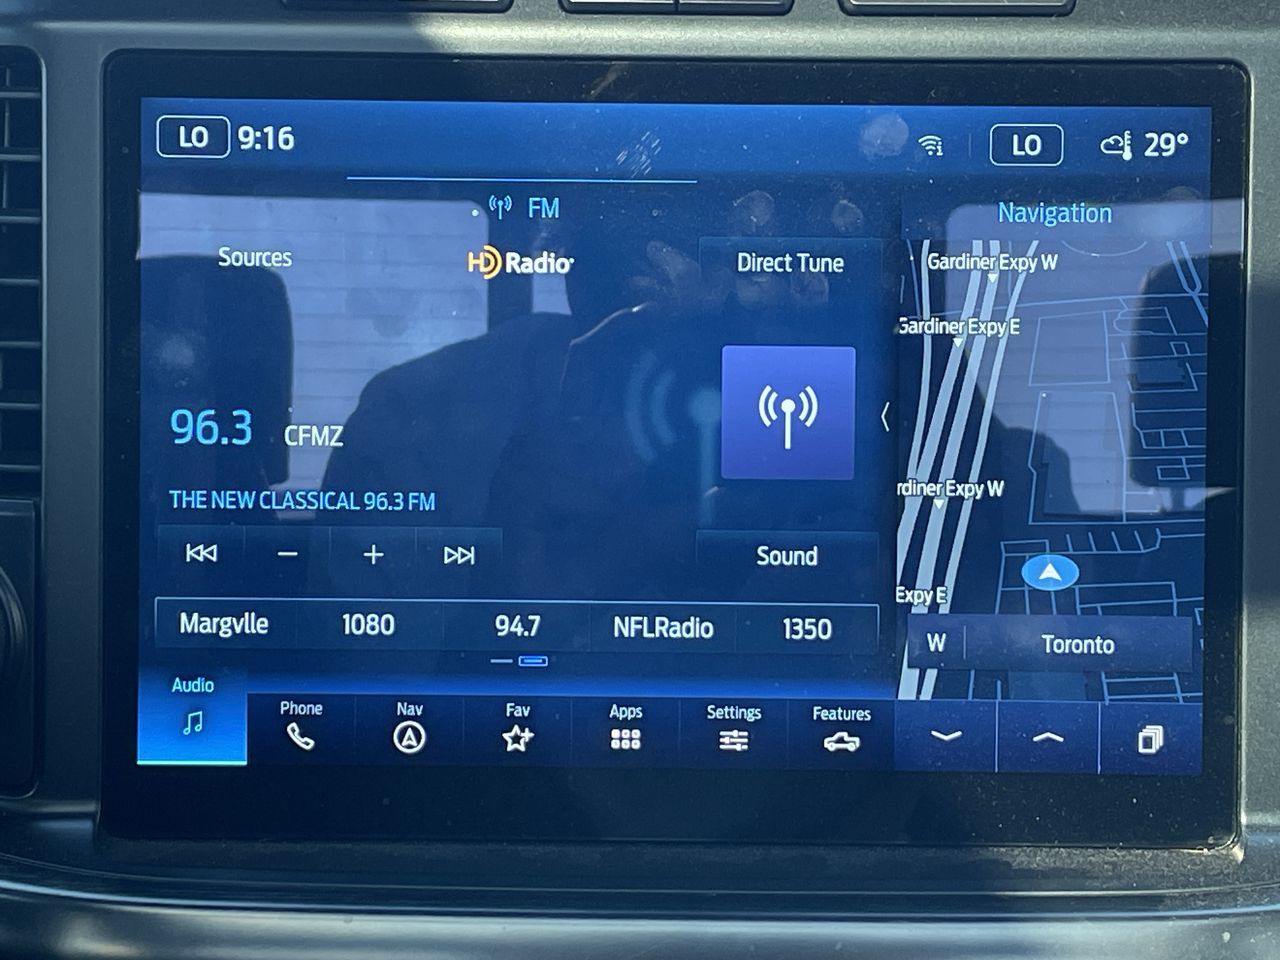 LO 9:16 LO 29°
FM
Navigation
Sources
HD Radio
Direct Tune
Gardiner Expy W
Gardiner Expy E
96.3 CFMZ
rdiner Expy W
THE NEW CLASSICAL 96.3 FM
Sound
Expy E
Margvlle 1080 94.7 NFLRadio 1350
W Toronto
Audio Phone Nav Fav Apps Settings Features